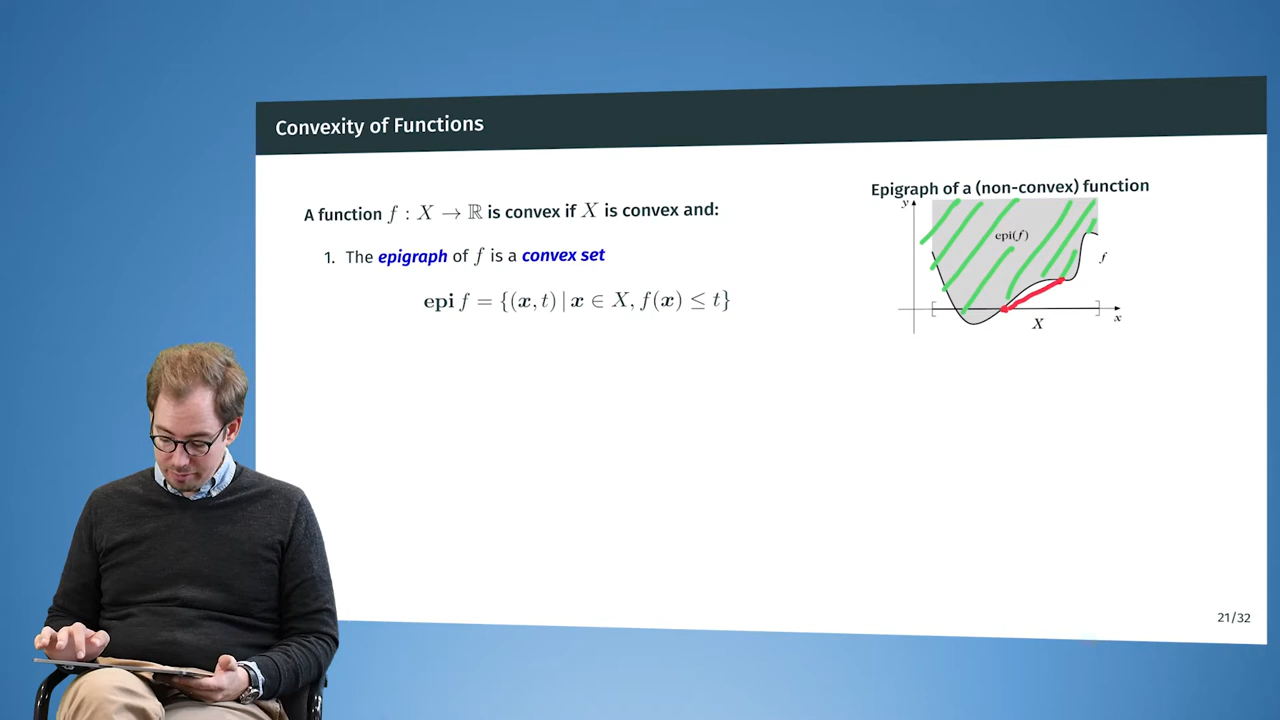 Convexity of Functions
A function f : X → ℝ is convex if X is convex and:
1. The epigraph of f is a convex set
epi f = {(x, t) | x ∈ X, f(x) ≤ t}
Epigraph of a (non-convex) function
y
epi(f)
f
X
x
21/32